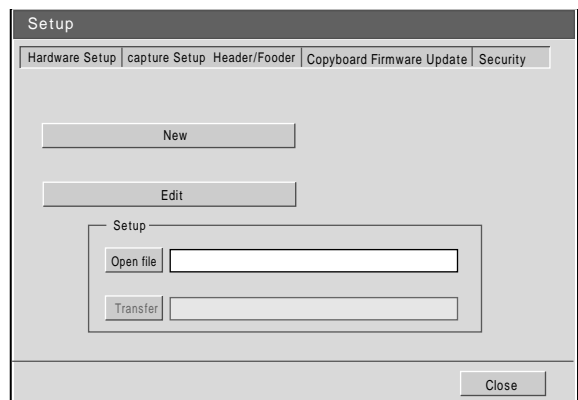 Setup
Hardware Setup capture Setup Header/Fooder Copyboard Firmware Update Security
New
Edit
Setup
Open file
Transfer
Close